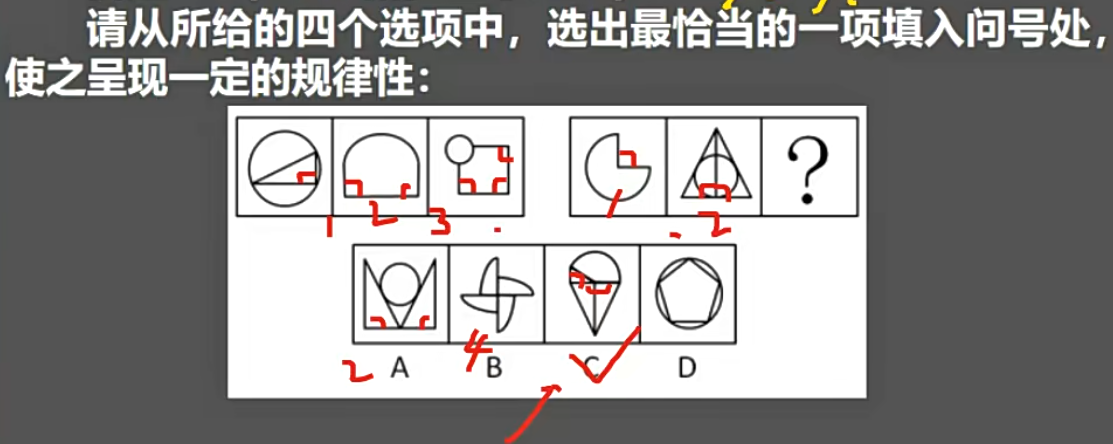 请从所给的四个选项中，选出最恰当的一项填入问号处，
使之呈现一定的规律性：
?
1 2 3 1 2
2 A 4 B C D